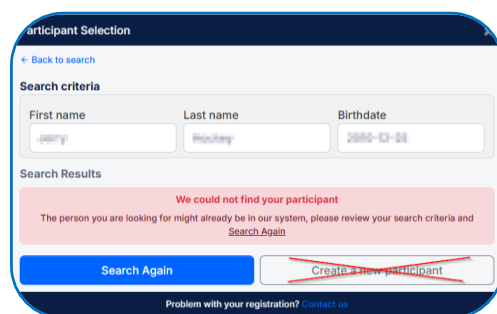 Participant Selection
← Back to search
Search criteria
First name Last name Birthdate
Search Results
We could not find your participant
The person you are looking for might already be in our system, please review your search criteria and
Search Again
Search Again Create a new participant
Problem with your registration? Contact us